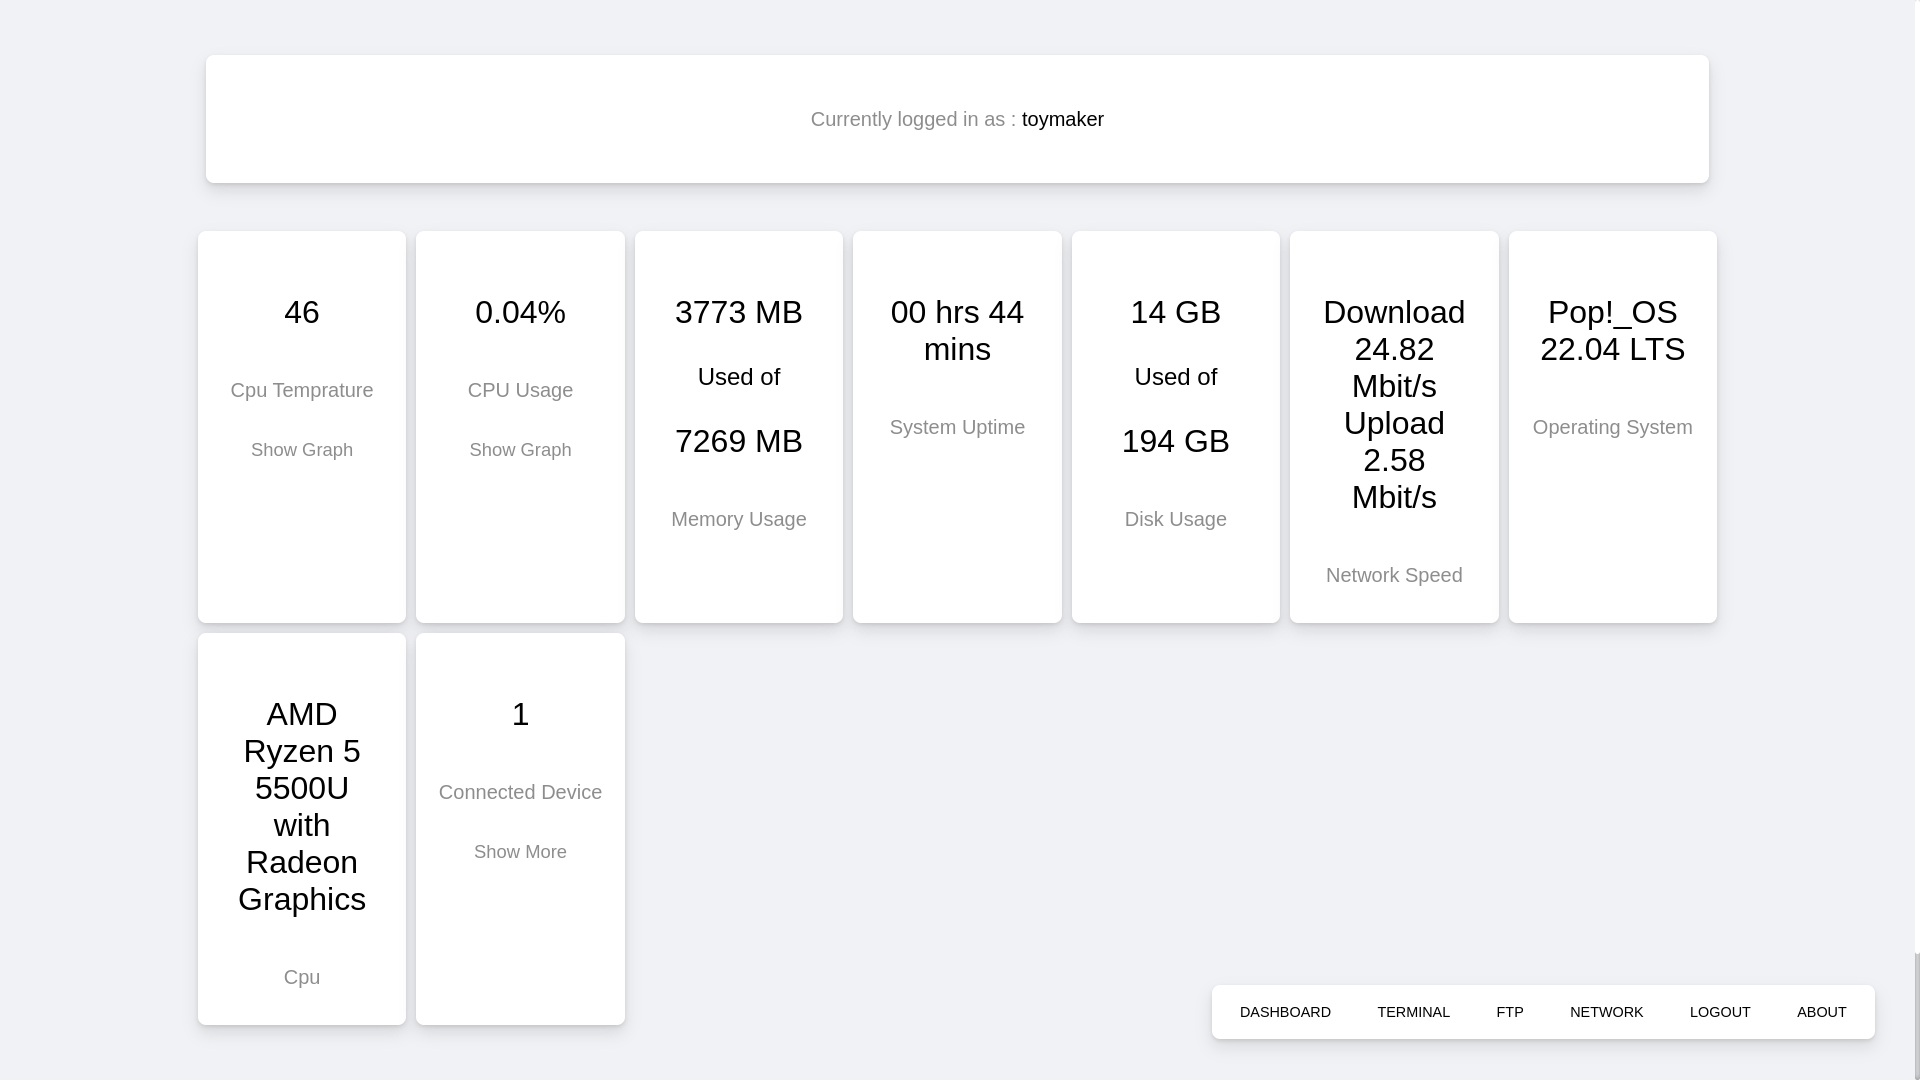 Currently logged in as : toymaker
46
Cpu Temprature
Show Graph
0.04%
CPU Usage
Show Graph
3773 MB
Used of
7269 MB
Memory Usage
00 hrs 44
mins
System Uptime
14 GB
Used of
194 GB
Disk Usage
Download
24.82
Mbit/s
Upload
2.58
Mbit/s
Network Speed
Pop!_OS
22.04 LTS
Operating System
AMD
Ryzen 5
5500U
with
Radeon
Graphics
Cpu
1
Connected Device
Show More
DASHBOARD TERMINAL FTP NETWORK LOGOUT ABOUT